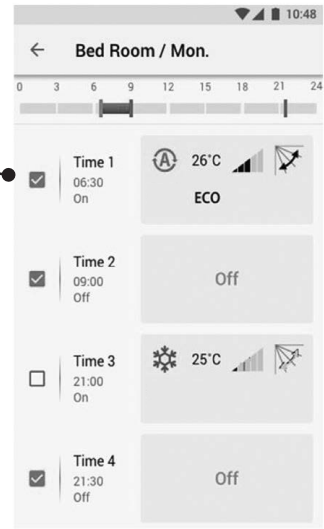 10:48
Bed Room / Mon.
0 3 6 9 12 15 18 21 24
Time 1
06:30
On
A 26°C
ECO
Time 2
09:00
Off
Off
Time 3
21:00
On
25°C
Time 4
21:30
Off
Off